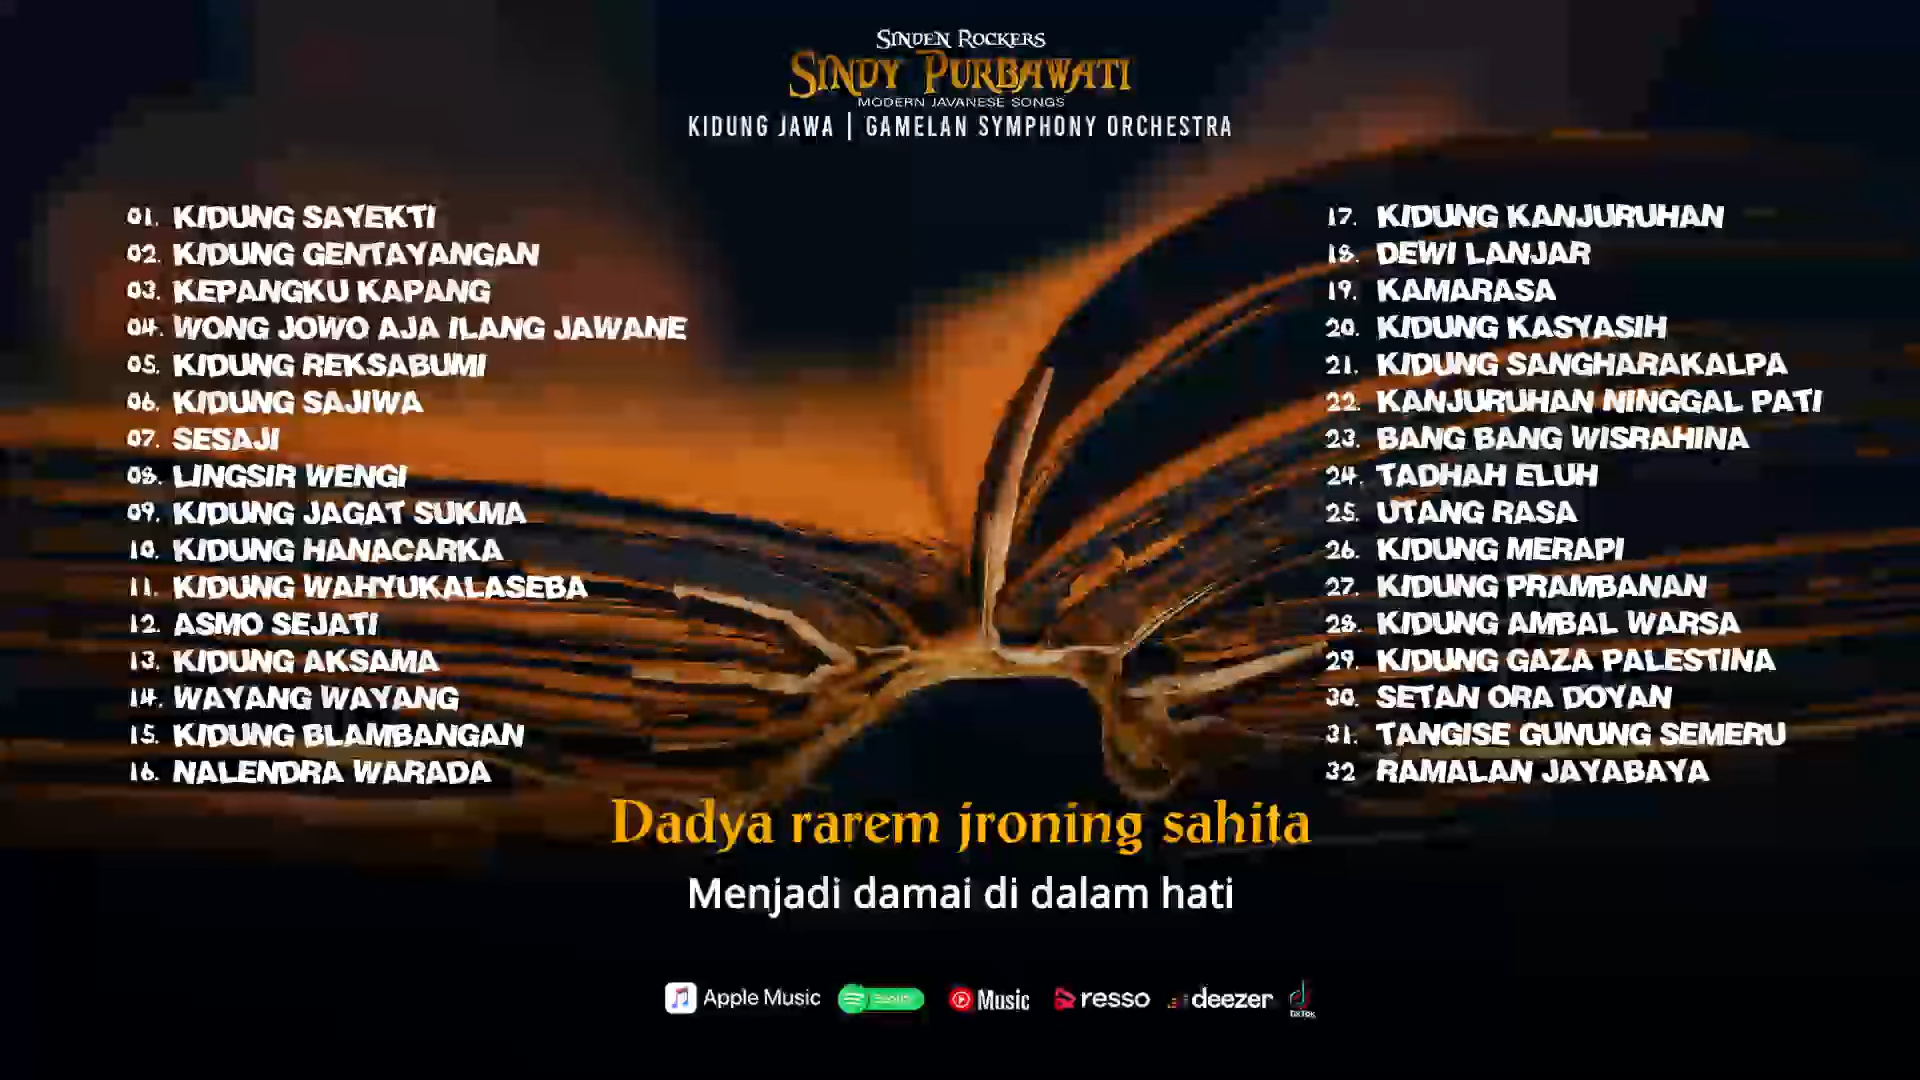 SINDEN ROCKERS
SINDY PURBAWATI
MODERN JAVANESE SONGS
KIDUNG JAWA | GAMELAN SYMPHONY ORCHESTRA
01. KIDUNG SAYEKTI
02. KIDUNG GENTAYANGAN
03. KEPANGKU KAPANG
04. WONG JOWO AJA ILANG JAWANE
05. KIDUNG REKSABUMI
06. KIDUNG SAJIWA
07. SESAJI
08. LINGSIR WENGI
09. KIDUNG JAGAT SUKMA
10. KIDUNG HANACARKA
11. KIDUNG WAHYUKALASEBA
12. ASMO SEJATI
13. KIDUNG AKSAMA
14. WAYANG WAYANG
15. KIDUNG BLAMBANGAN
16. NALENDRA WARADA
17. KIDUNG KANJURUHAN
18. DEWI LANJAR
19. KAMARASA
20. KIDUNG KASYASIH
21. KIDUNG SANGHARAKALPA
22. KANJURUHAN NINGGAL PATI
23. BANG BANG WISRAHINA
24. TADHAH ELUH
25. UTANG RASA
26. KIDUNG MERAPI
27. KIDUNG PRAMBANAN
28. KIDUNG AMBAL WARSA
29. KIDUNG GAZA PALESTINA
30. SETAN ORA DOYAN
31. TANGISE GUNUNG SEMERU
32 RAMALAN JAYABAYA
Dadya rarem jroning sahita
Menjadi damai di dalam hati
Apple Music
Music
resso
deezer
TikTok